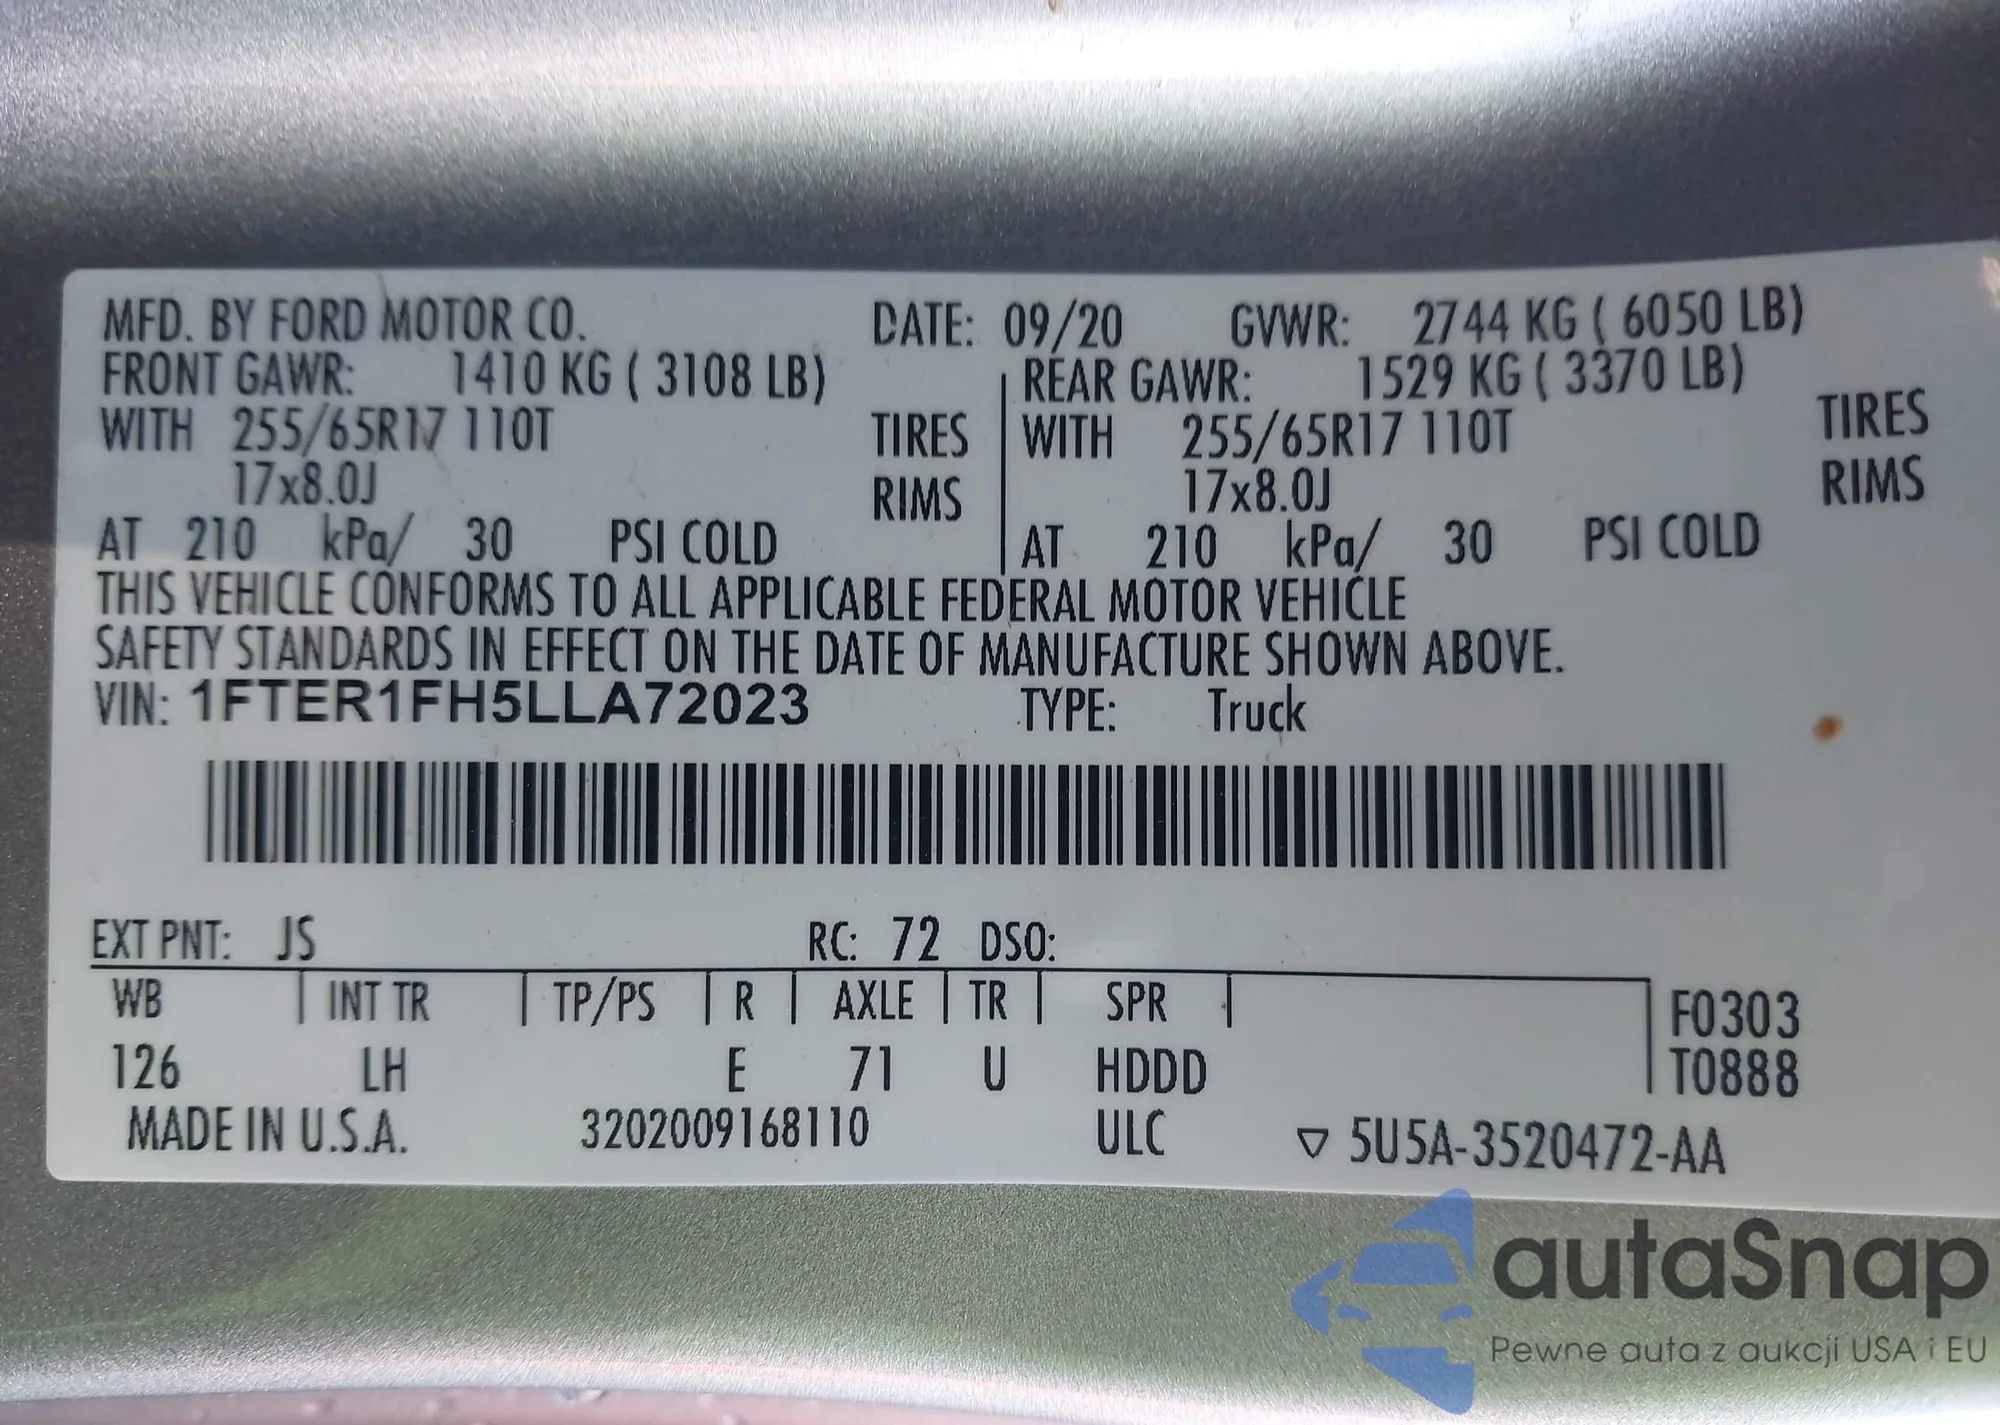 MFD. BY FORD MOTOR CO. DATE: 09/20 GVWR: 2744 KG ( 6050 LB)
FRONT GAWR: 1410 KG ( 3108 LB) REAR GAWR: 1529 KG ( 3370 LB)
WITH 255/65R17 110T TIRES WITH 255/65R17 110T TIRES
17x8.0J RIMS 17x8.0J RIMS
AT 210 kPa/ 30 PSI COLD AT 210 kPa/ 30 PSI COLD
THIS VEHICLE CONFORMS TO ALL APPLICABLE FEDERAL MOTOR VEHICLE
SAFETY STANDARDS IN EFFECT ON THE DATE OF MANUFACTURE SHOWN ABOVE.
VIN: 1FTER1FH5LLA72023 TYPE: Truck
EXT PNT: JS RC: 72 DSO:
WB INT TR TP/PS R AXLE TR SPR F0303
126 LH E 71 U HDDD T0888
MADE IN U.S.A. 3202009168110 ULC ▽ 5U5A-3520472-AA
autaSnap
Pewne auta z aukcji USA i EU